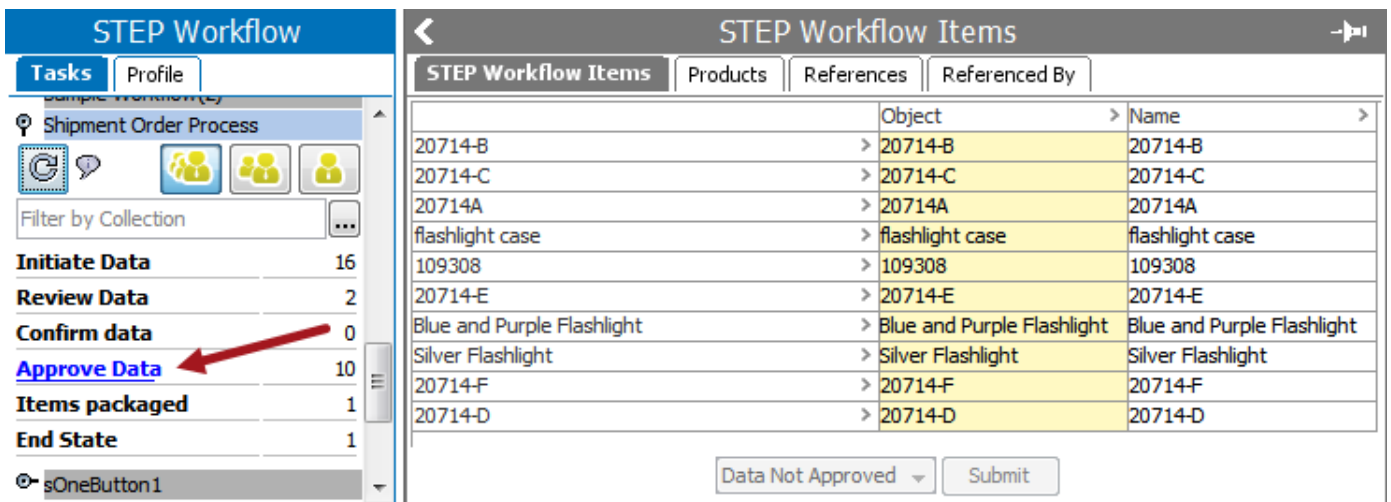 STEP Workflow
Tasks Profile
Sample Workflow(L)
Shipment Order Process
Filter by Collection ...
Initiate Data 16
Review Data 2
Confirm data 0
Approve Data 10
Items packaged 1
End State 1
sOneButton1
STEP Workflow Items
STEP Workflow Items Products References Referenced By
Object > Name >
20714-B > 20714-B 20714-B
20714-C > 20714-C 20714-C
20714A > 20714A 20714A
flashlight case > flashlight case flashlight case
109308 > 109308 109308
20714-E > 20714-E 20714-E
Blue and Purple Flashlight > Blue and Purple Flashlight Blue and Purple Flashlight
Silver Flashlight > Silver Flashlight Silver Flashlight
20714-F > 20714-F 20714-F
20714-D > 20714-D 20714-D
Data Not Approved Submit